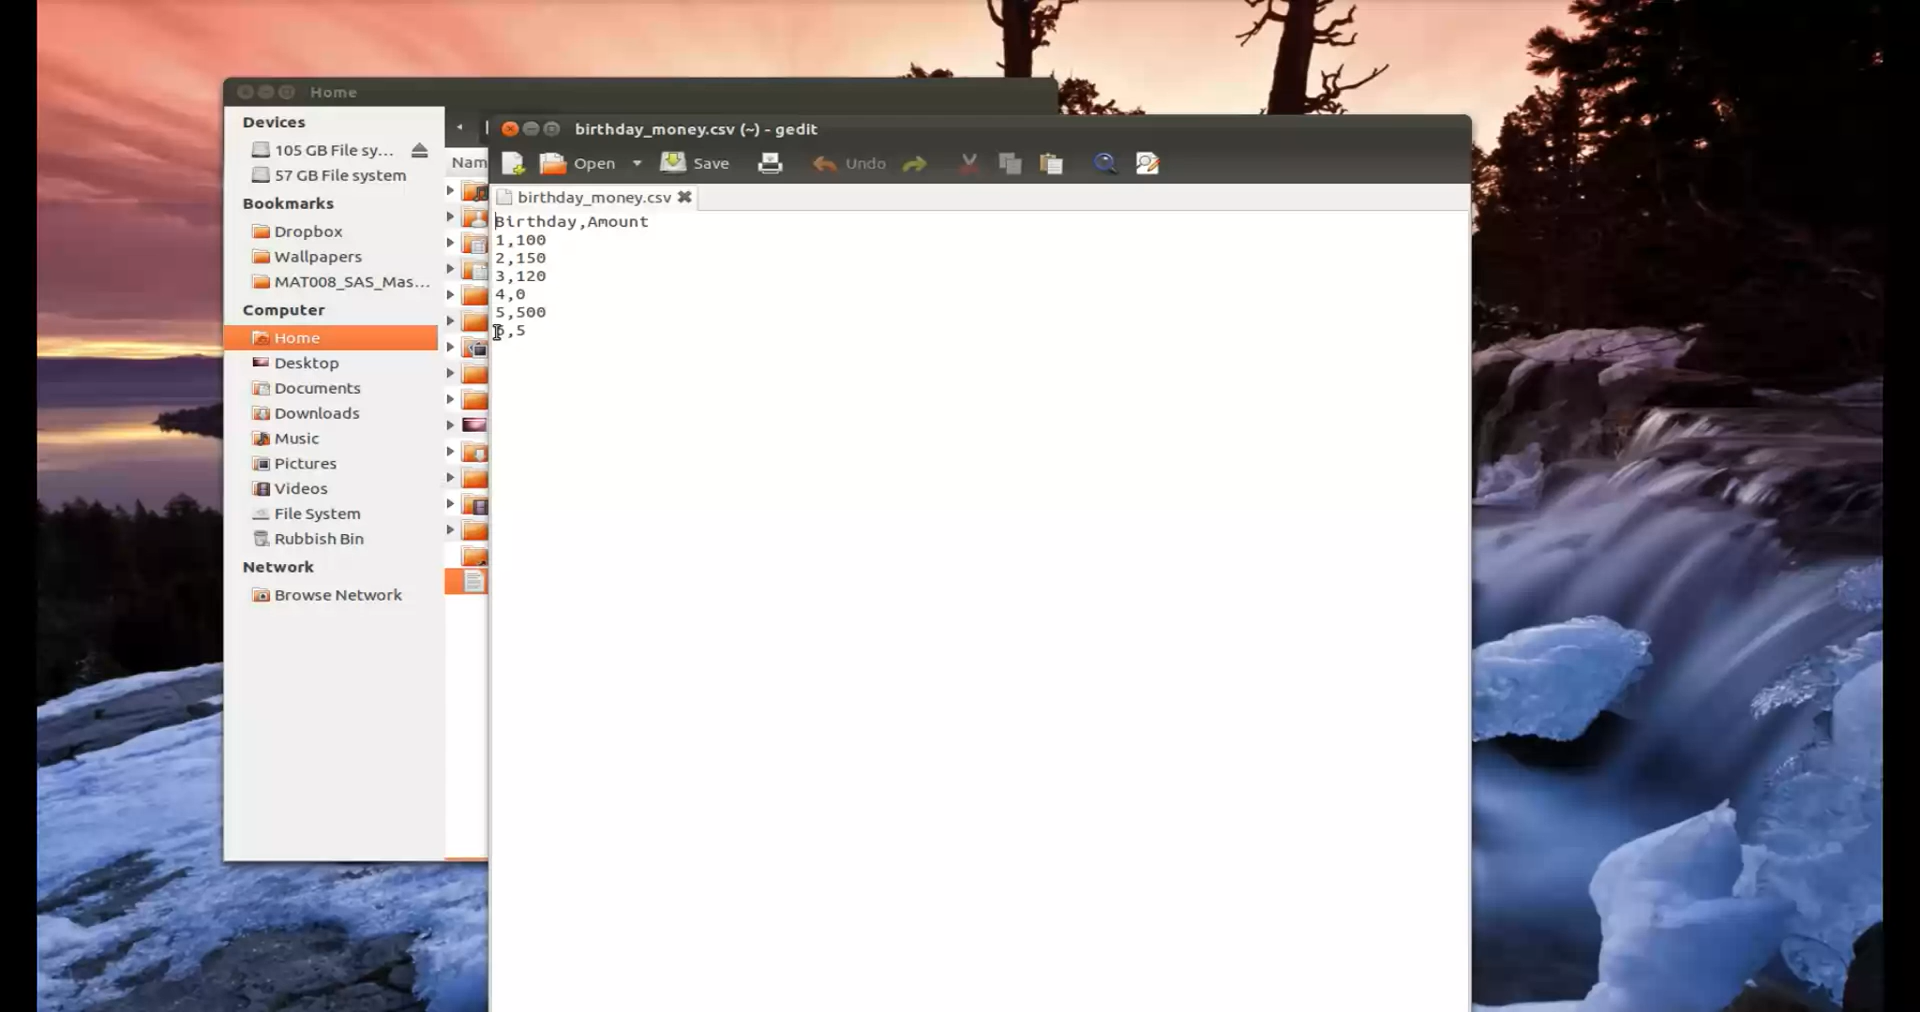 Home
Devices
105 GB File sy...
57 GB File system
Bookmarks
Dropbox
Wallpapers
MAT008_SAS_Mas...
Computer
Home
Desktop
Documents
Downloads
Music
Pictures
Videos
File System
Rubbish Bin
Network
Browse Network
Nam
birthday_money.csv (~) - gedit
Open Save Undo
birthday_money.csv
Birthday,Amount
1,100
2,150
3,120
4,0
5,500
6,5